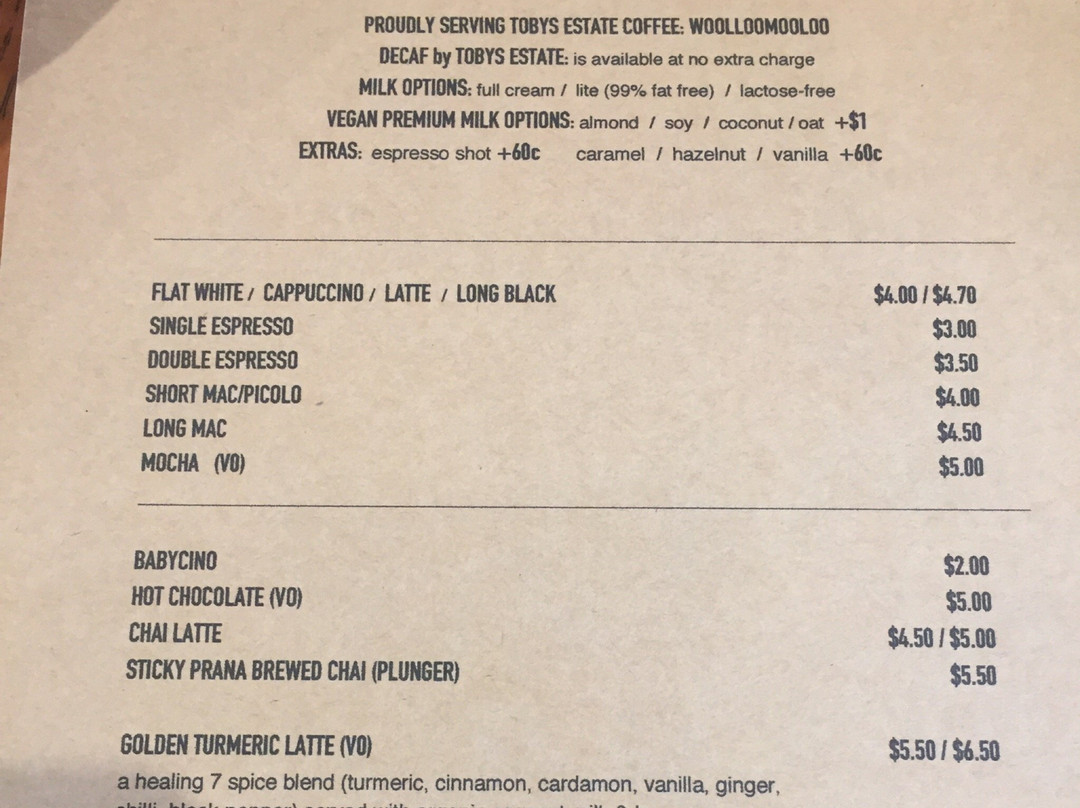 PROUDLY SERVING TOBYS ESTATE COFFEE: WOOLLOOMOOLOO
DECAF by TOBYS ESTATE: is available at no extra charge
MILK OPTIONS: full cream / lite (99% fat free) / lactose-free
VEGAN PREMIUM MILK OPTIONS: almond / soy / coconut / oat +$1
EXTRAS: espresso shot +60c caramel / hazelnut / vanilla +60c
FLAT WHITE / CAPPUCCINO / LATTE / LONG BLACK $4.00 / $4.70
SINGLE ESPRESSO $3.00
DOUBLE ESPRESSO $3.50
SHORT MAC/PICOLO $4.00
LONG MAC $4.50
MOCHA (VO) $5.00
BABYCINO $2.00
HOT CHOCOLATE (VO) $5.00
CHAI LATTE $4.50 / $5.00
STICKY PRANA BREWED CHAI (PLUNGER) $5.50
GOLDEN TURMERIC LATTE (VO) $5.50 / $6.50
a healing 7 spice blend (turmeric, cinnamon, cardamon, vanilla, ginger,